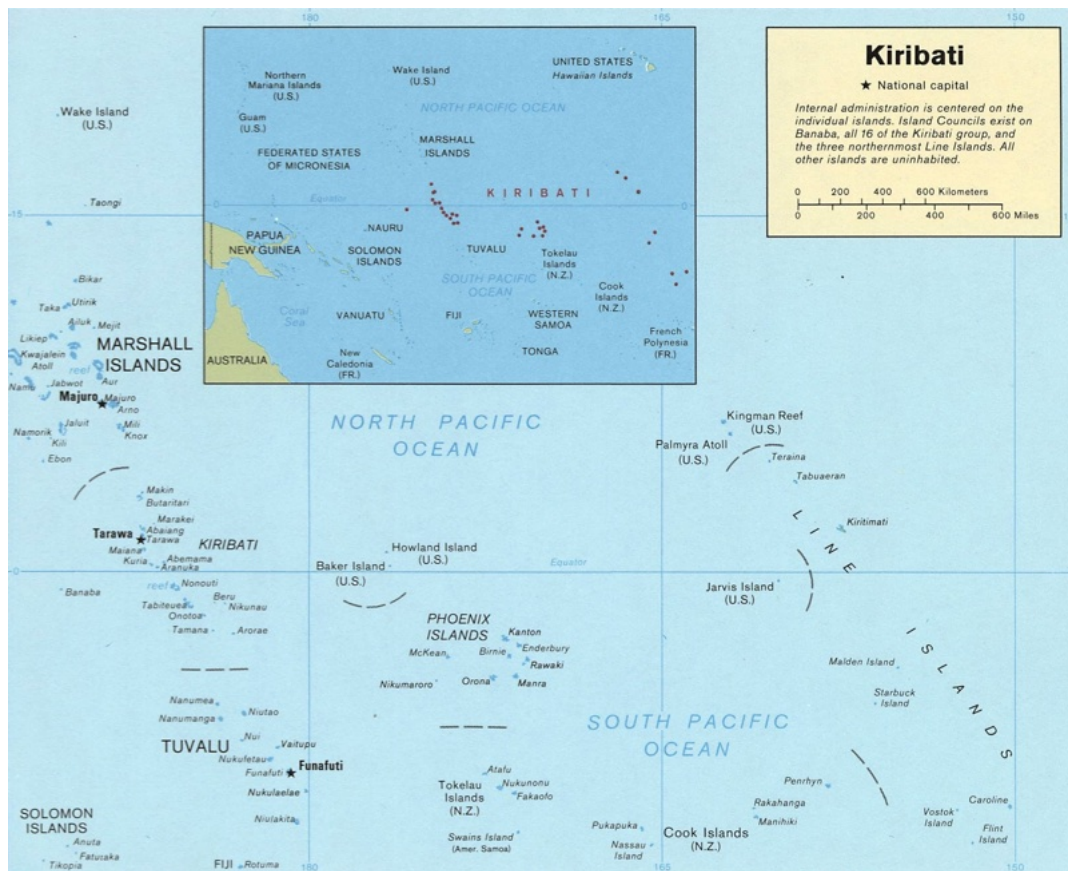 180
165
150
Kiribati
★ National capital
Internal administration is centered on the
individual islands. Island Councils exist on
Banaba, all 16 of the Kiribati group, and
the three northernmost Line Islands. All
other islands are uninhabited.
0 200 400 600 Kilometers
0 200 400 600 Miles
UNITED STATES
Hawaiian Islands
Wake Island
(U.S.)
Northern
Mariana Islands
(U.S.)
NORTH PACIFIC OCEAN
Guam
(U.S.)
MARSHALL
ISLANDS
FEDERATED STATES
OF MICRONESIA
KIRIBATI
Equator
0
0
NAURU
PAPUA
NEW GUINEA
SOLOMON
ISLANDS
TUVALU
Tokelau
Islands
(N.Z.)
SOUTH PACIFIC
OCEAN
Cook
Islands
(N.Z.)
Coral
Sea
VANUATU
FIJI
WESTERN
SAMOA
French
Polynesia
(FR.)
TONGA
New
Caledonia
(FR.)
AUSTRALIA
Wake Island
(U.S.)
Taongi
15
Bikar
Utirik
Taka
Ailuk
Mejit
Likiep
MARSHALL
ISLANDS
Kwajalein
Atoll
reef
Namu
Jabwot
Aur
Majuro
Majuro
Arno
Jaluit
Mili
Namorik
Knox
Kili
Ebon
NORTH PACIFIC
OCEAN
Kingman Reef
(U.S.)
Palmyra Atoll
(U.S.)
Teraina
Tabuaeran
Makin
Butaritari
Marakei
Kiritimati
Abaiang
Tarawa
Tarawa
KIRIBATI
Maiana
Abemama
Kuria
Aranuka
Howland Island
(U.S.)
Baker Island
(U.S.)
Equator
LINE ISLANDS
0
reef
Nonouti
Banaba
Beru
Tabiteuea
Nikunau
Onotoa
Tamana
Arorae
Jarvis Island
(U.S.)
PHOENIX
ISLANDS
Kanton
McKean
Birnie
Enderbury
Rawaki
Nikumaroro
Orona
Manra
Malden Island
Starbuck
Island
Nanumea
Niutao
Nanumanga
Nui
TUVALU
Vaitupu
Nukufetau
Funafuti
Funafuti
Nukulaelae
Niulakita
SOUTH PACIFIC
OCEAN
Atafu
Tokelau
Islands
(N.Z.)
Nukunonu
Fakaofo
Swains Island
(Amer. Samoa)
Penrhyn
Rakahanga
Manihiki
Pukapuka
Cook Islands
(N.Z.)
Nassau
Island
Caroline
Vostok
Island
Flint
Island
SOLOMON
ISLANDS
Anuta
Fatutaka
Tikopia
FIJI
Rotuma
180
165
150